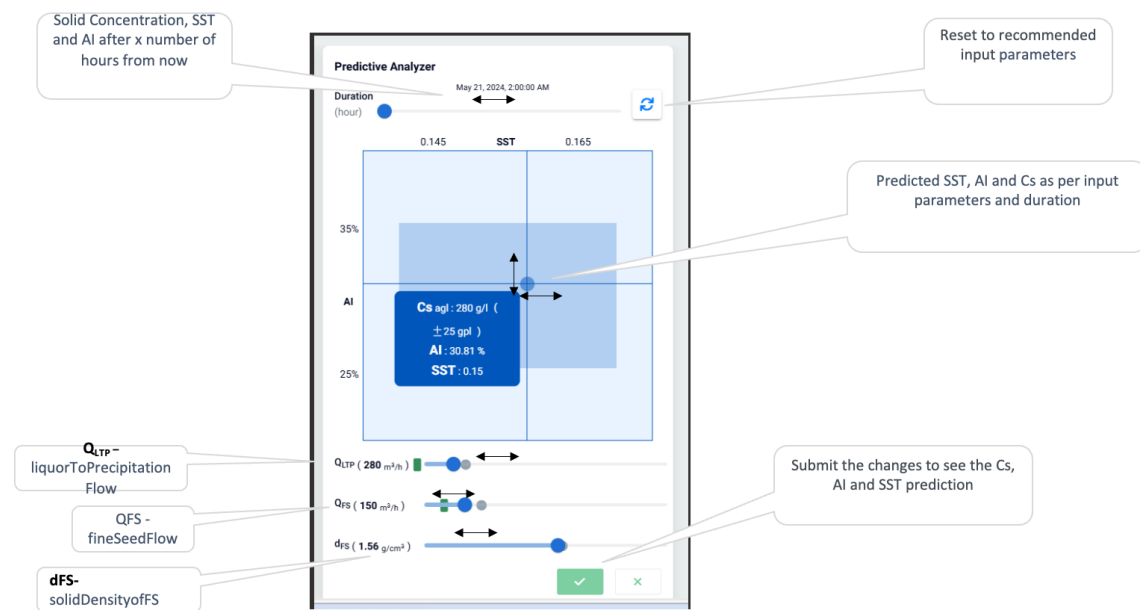 Solid Concentration, SST
and AI after x number of
hours from now
Reset to recommended
input parameters
Predictive Analyzer
May 21, 2024, 2:00:00 AM
Duration
(hour)
0.145 SST 0.165
Predicted SST, AI and Cs as per input
parameters and duration
35%
AI
Cs agl : 280 g/l (
±25 gpl )
AI : 30.81 %
SST : 0.15
25%
QLTP –
liquorToPrecipitation
Flow
QLTP ( 280 m³/h )
Submit the changes to see the Cs,
AI and SST prediction
QFS -
fineSeedFlow
QFS ( 150 m³/h )
dFS ( 1.56 g/cm³ )
dFS-
solidDensityofFS